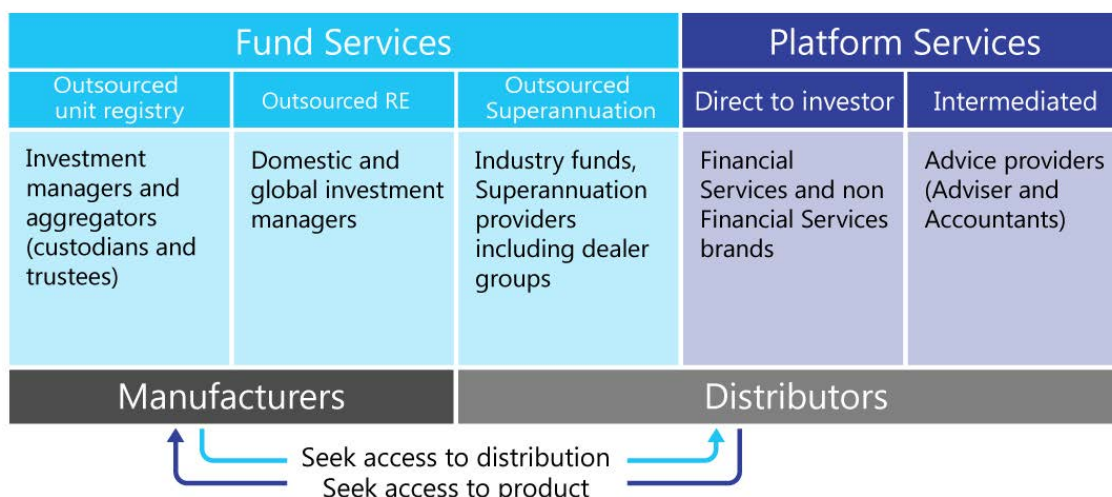 Fund Services
Platform Services
Outsourced
unit registry
Outsourced RE
Outsourced
Superannuation
Direct to investor
Intermediated
Investment
managers and
aggregators
(custodians and
trustees)
Domestic and
global investment
managers
Industry funds,
Superannuation
providers
including dealer
groups
Financial
Services and non
Financial Services
brands
Advice providers
(Adviser and
Accountants)
Manufacturers
Distributors
Seek access to distribution
Seek access to product